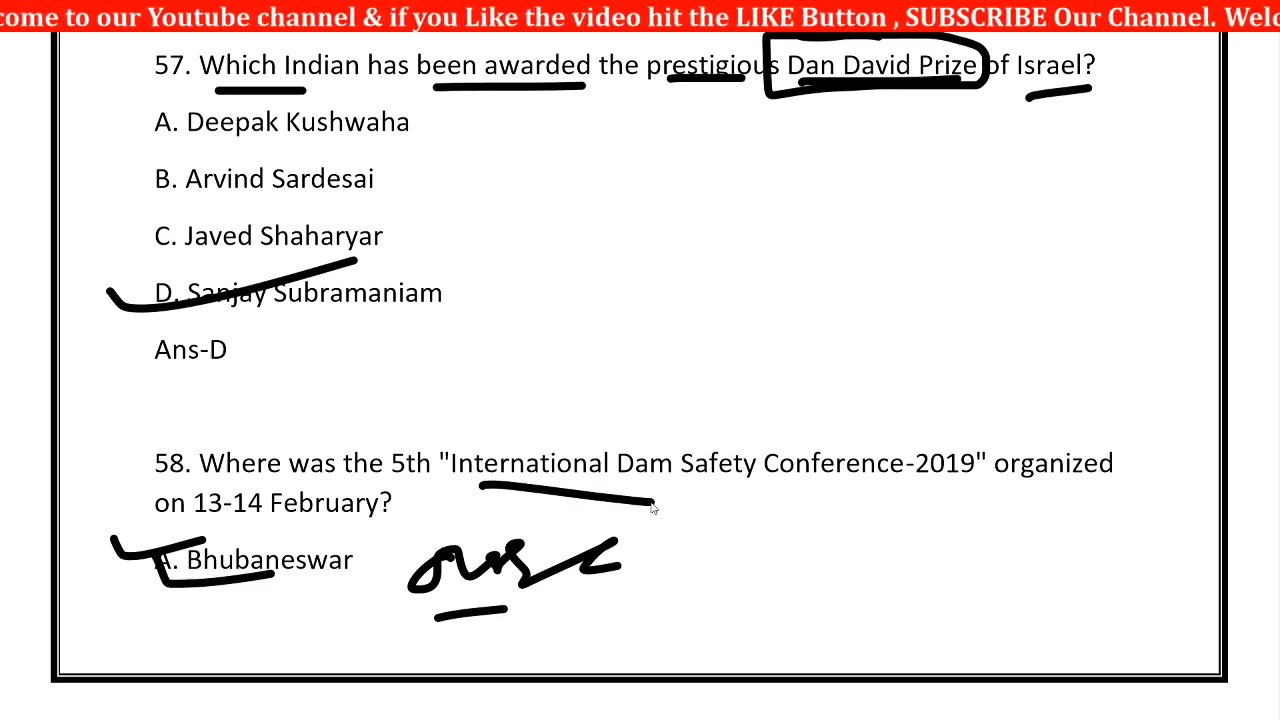 come to our Youtube channel & if you Like the video hit the LIKE Button , SUBSCRIBE Our Channel. Welc
57. Which Indian has been awarded the prestigious Dan David Prize of Israel?
A. Deepak Kushwaha
B. Arvind Sardesai
C. Javed Shaharyar
D. Sanjay Subramaniam
Ans-D
58. Where was the 5th "International Dam Safety Conference-2019" organized
on 13-14 February?
A. Bhubaneswar